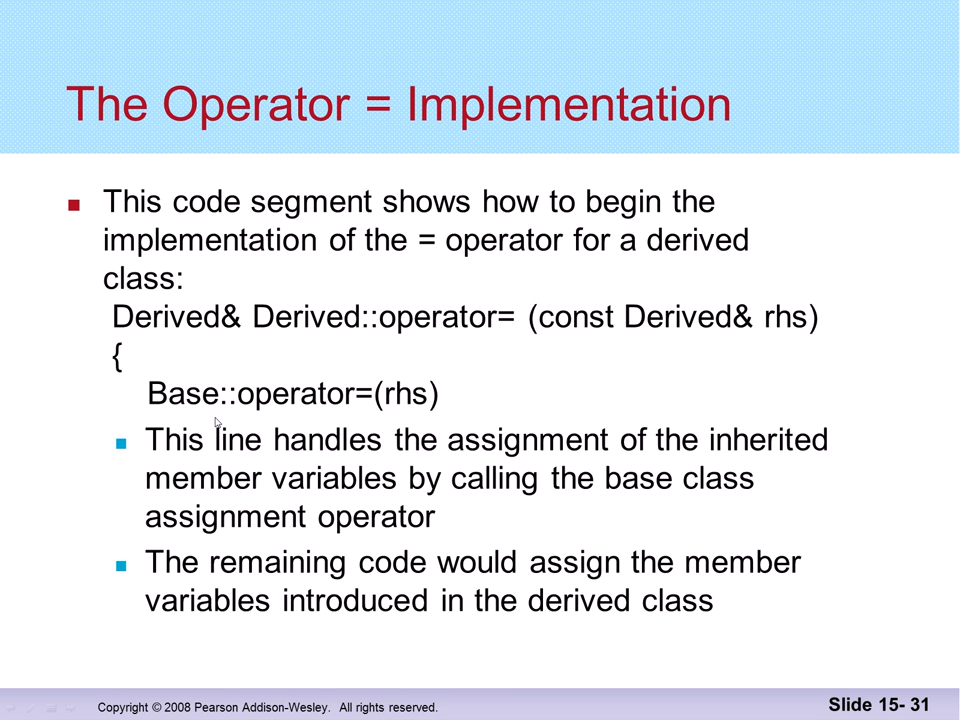 The Operator = Implementation
This code segment shows how to begin the
implementation of the = operator for a derived
class:
Derived& Derived::operator= (const Derived& rhs)
{
Base::operator=(rhs)
This line handles the assignment of the inherited
member variables by calling the base class
assignment operator
The remaining code would assign the member
variables introduced in the derived class
Copyright © 2008 Pearson Addison-Wesley. All rights reserved.
Slide 15- 31